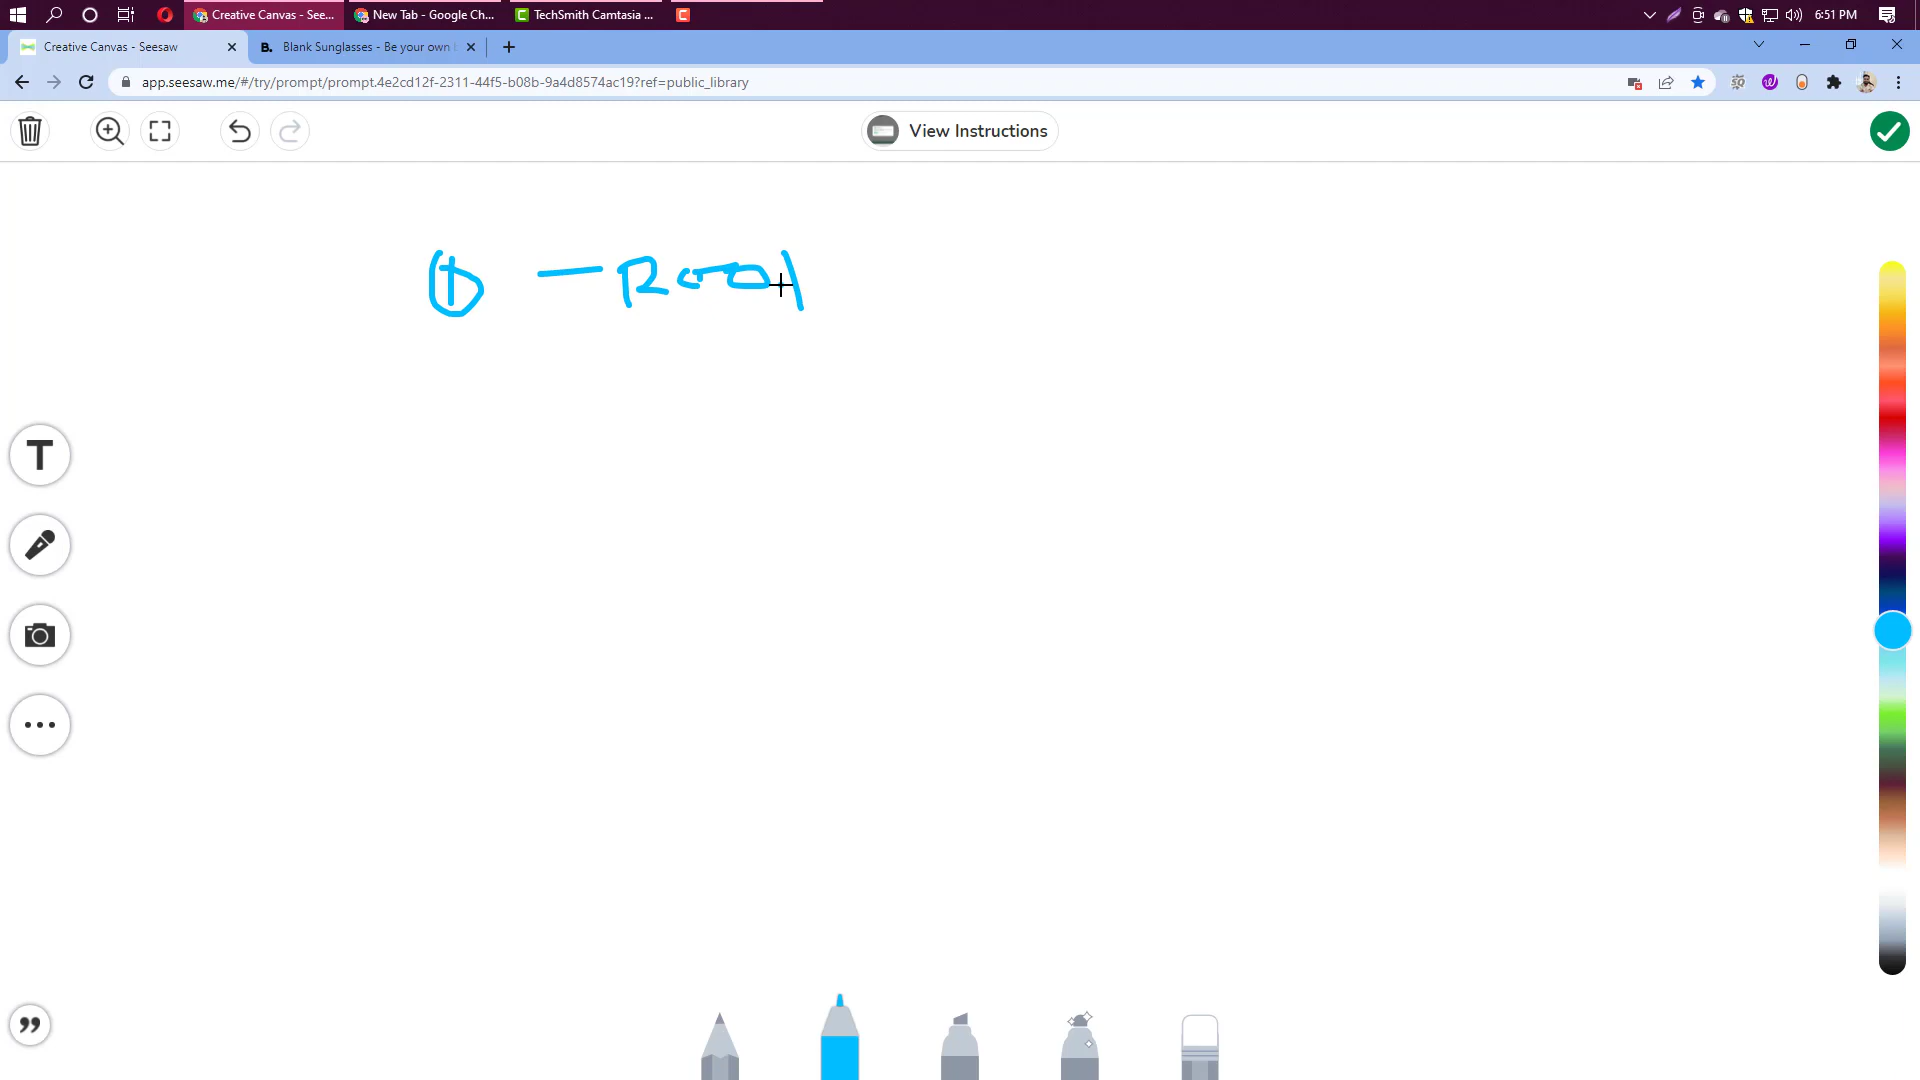 Creative Canvas - See...
New Tab - Google Ch...
TechSmith Camtasia ...
6:51 PM
Creative Canvas - Seesaw
B. Blank Sunglasses - Be your own b
app.seesaw.me/#/try/prompt/prompt.4e2cd12f-2311-44f5-b08b-9a4d8574ac19?ref=public_library
View Instructions
① —
T